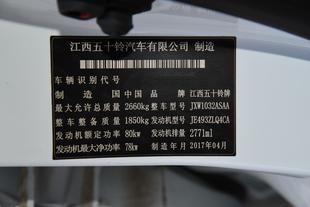 江西五十铃汽车有限公司 制造
车辆识别代号
制造国 中国 品牌 江西五十铃牌
最大允许总质量 2660kg 整车型号 JXW1032ASAA
整车整备质量 1850kg 发动机型号 JE493ZLQ4CA
发动机额定功率 80kw 发动机排量 2771ml
发动机最大净功率 78kw 制造年月 2017年04月